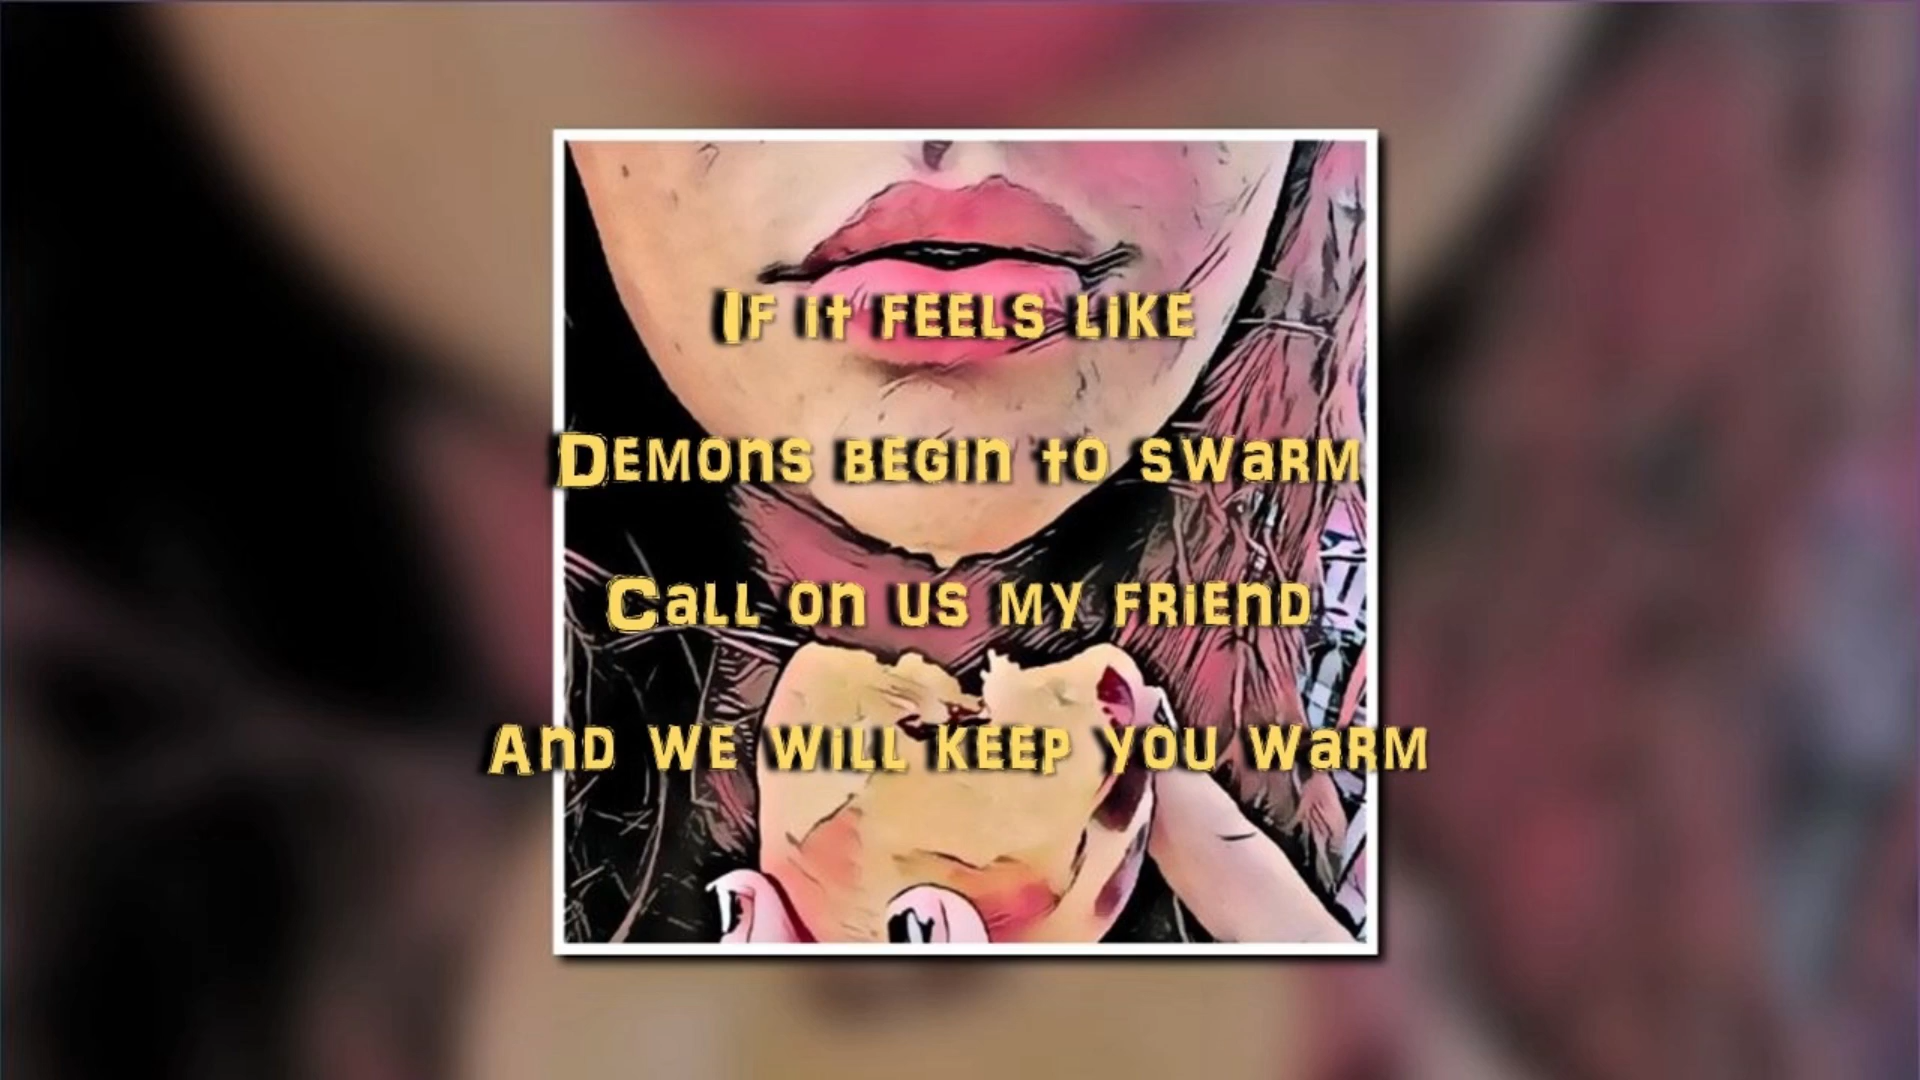 If it feels like
Demons begin to swarm
Call on us my friend
And we will keep you warm